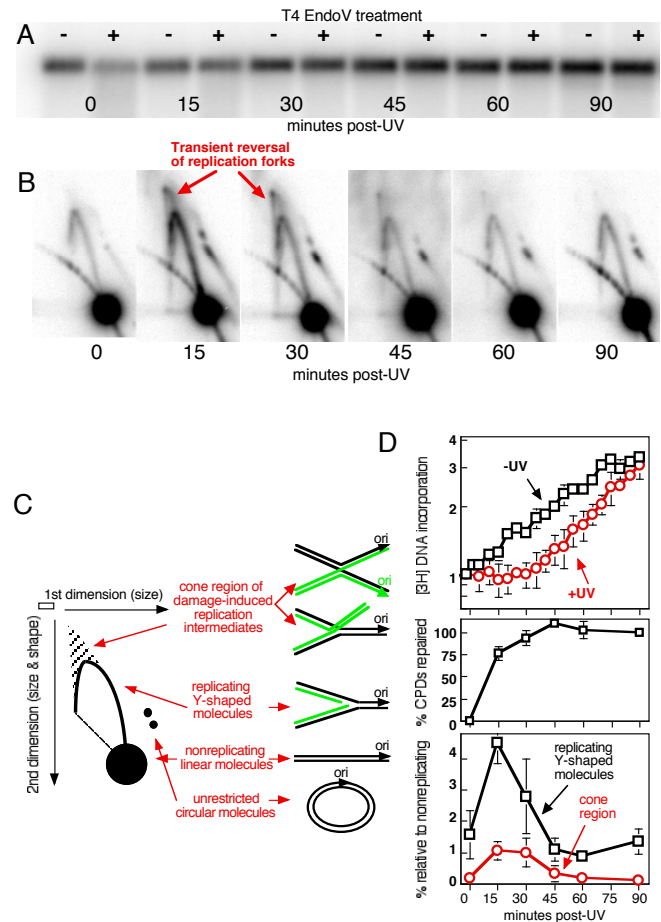 T4 EndoV treatment
A
- + - + - + - + - + - +
0 15 30 45 60 90
minutes post-UV
Transient reversal
of replication forks
B
0 15 30 45 60 90
minutes post-UV
C
1st dimension (size)
2nd dimension (size & shape)
cone region of
damage-induced
replication
intermediates
replicating
Y-shaped
molecules
nonreplicating
linear molecules
unrestricted
circular molecules
ori
ori
ori
ori
ori
ori
D
[3H] DNA incorporation
4
3
2
1
-UV
+UV
% CPDs repaired
100
75
50
25
0
% relative to nonreplicating
4
3
2
1
0
replicating
Y-shaped
molecules
cone
region
0 15 30 45 60 75 90
minutes post-UV